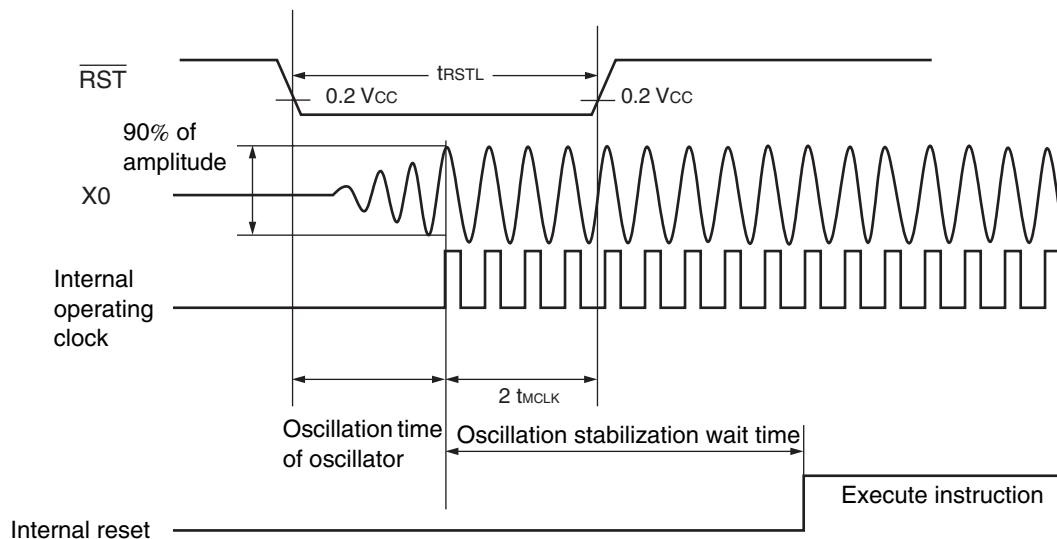 RST
tRSTL
0.2 VCC
0.2 VCC
90% of
amplitude
X0
Internal
operating
clock
2 tMCLK
Oscillation time
of oscillator
Oscillation stabilization wait time
Execute instruction
Internal reset